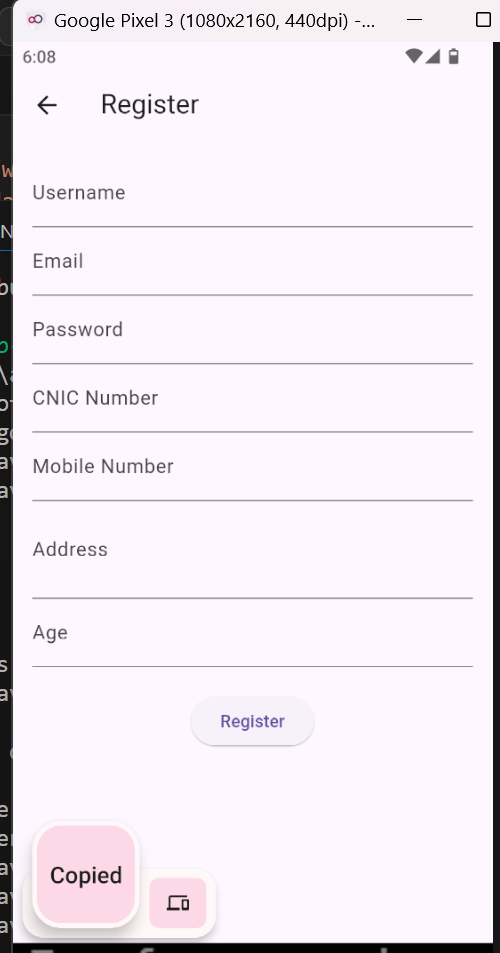 Google Pixel 3 (1080x2160, 440dpi) -...
6:08
Register
Username
Email
Password
CNIC Number
Mobile Number
Address
Age
Register
Copied